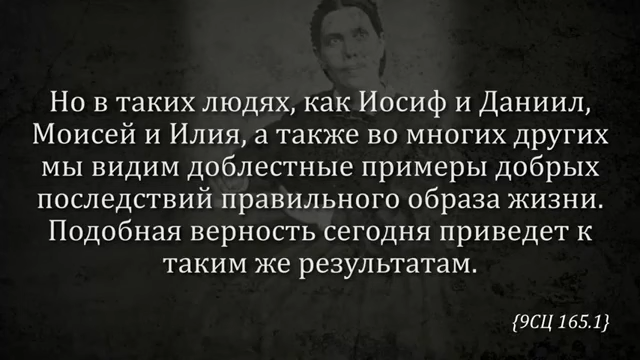 Но в таких людях, как Иосиф и Даниил,
Моисей и Илия, а также во многих других
мы видим доблестные примеры добрых
последствий правильного образа жизни.
Подобная верность сегодня приведет к
таким же результатам.
{9СЦ 165.1}